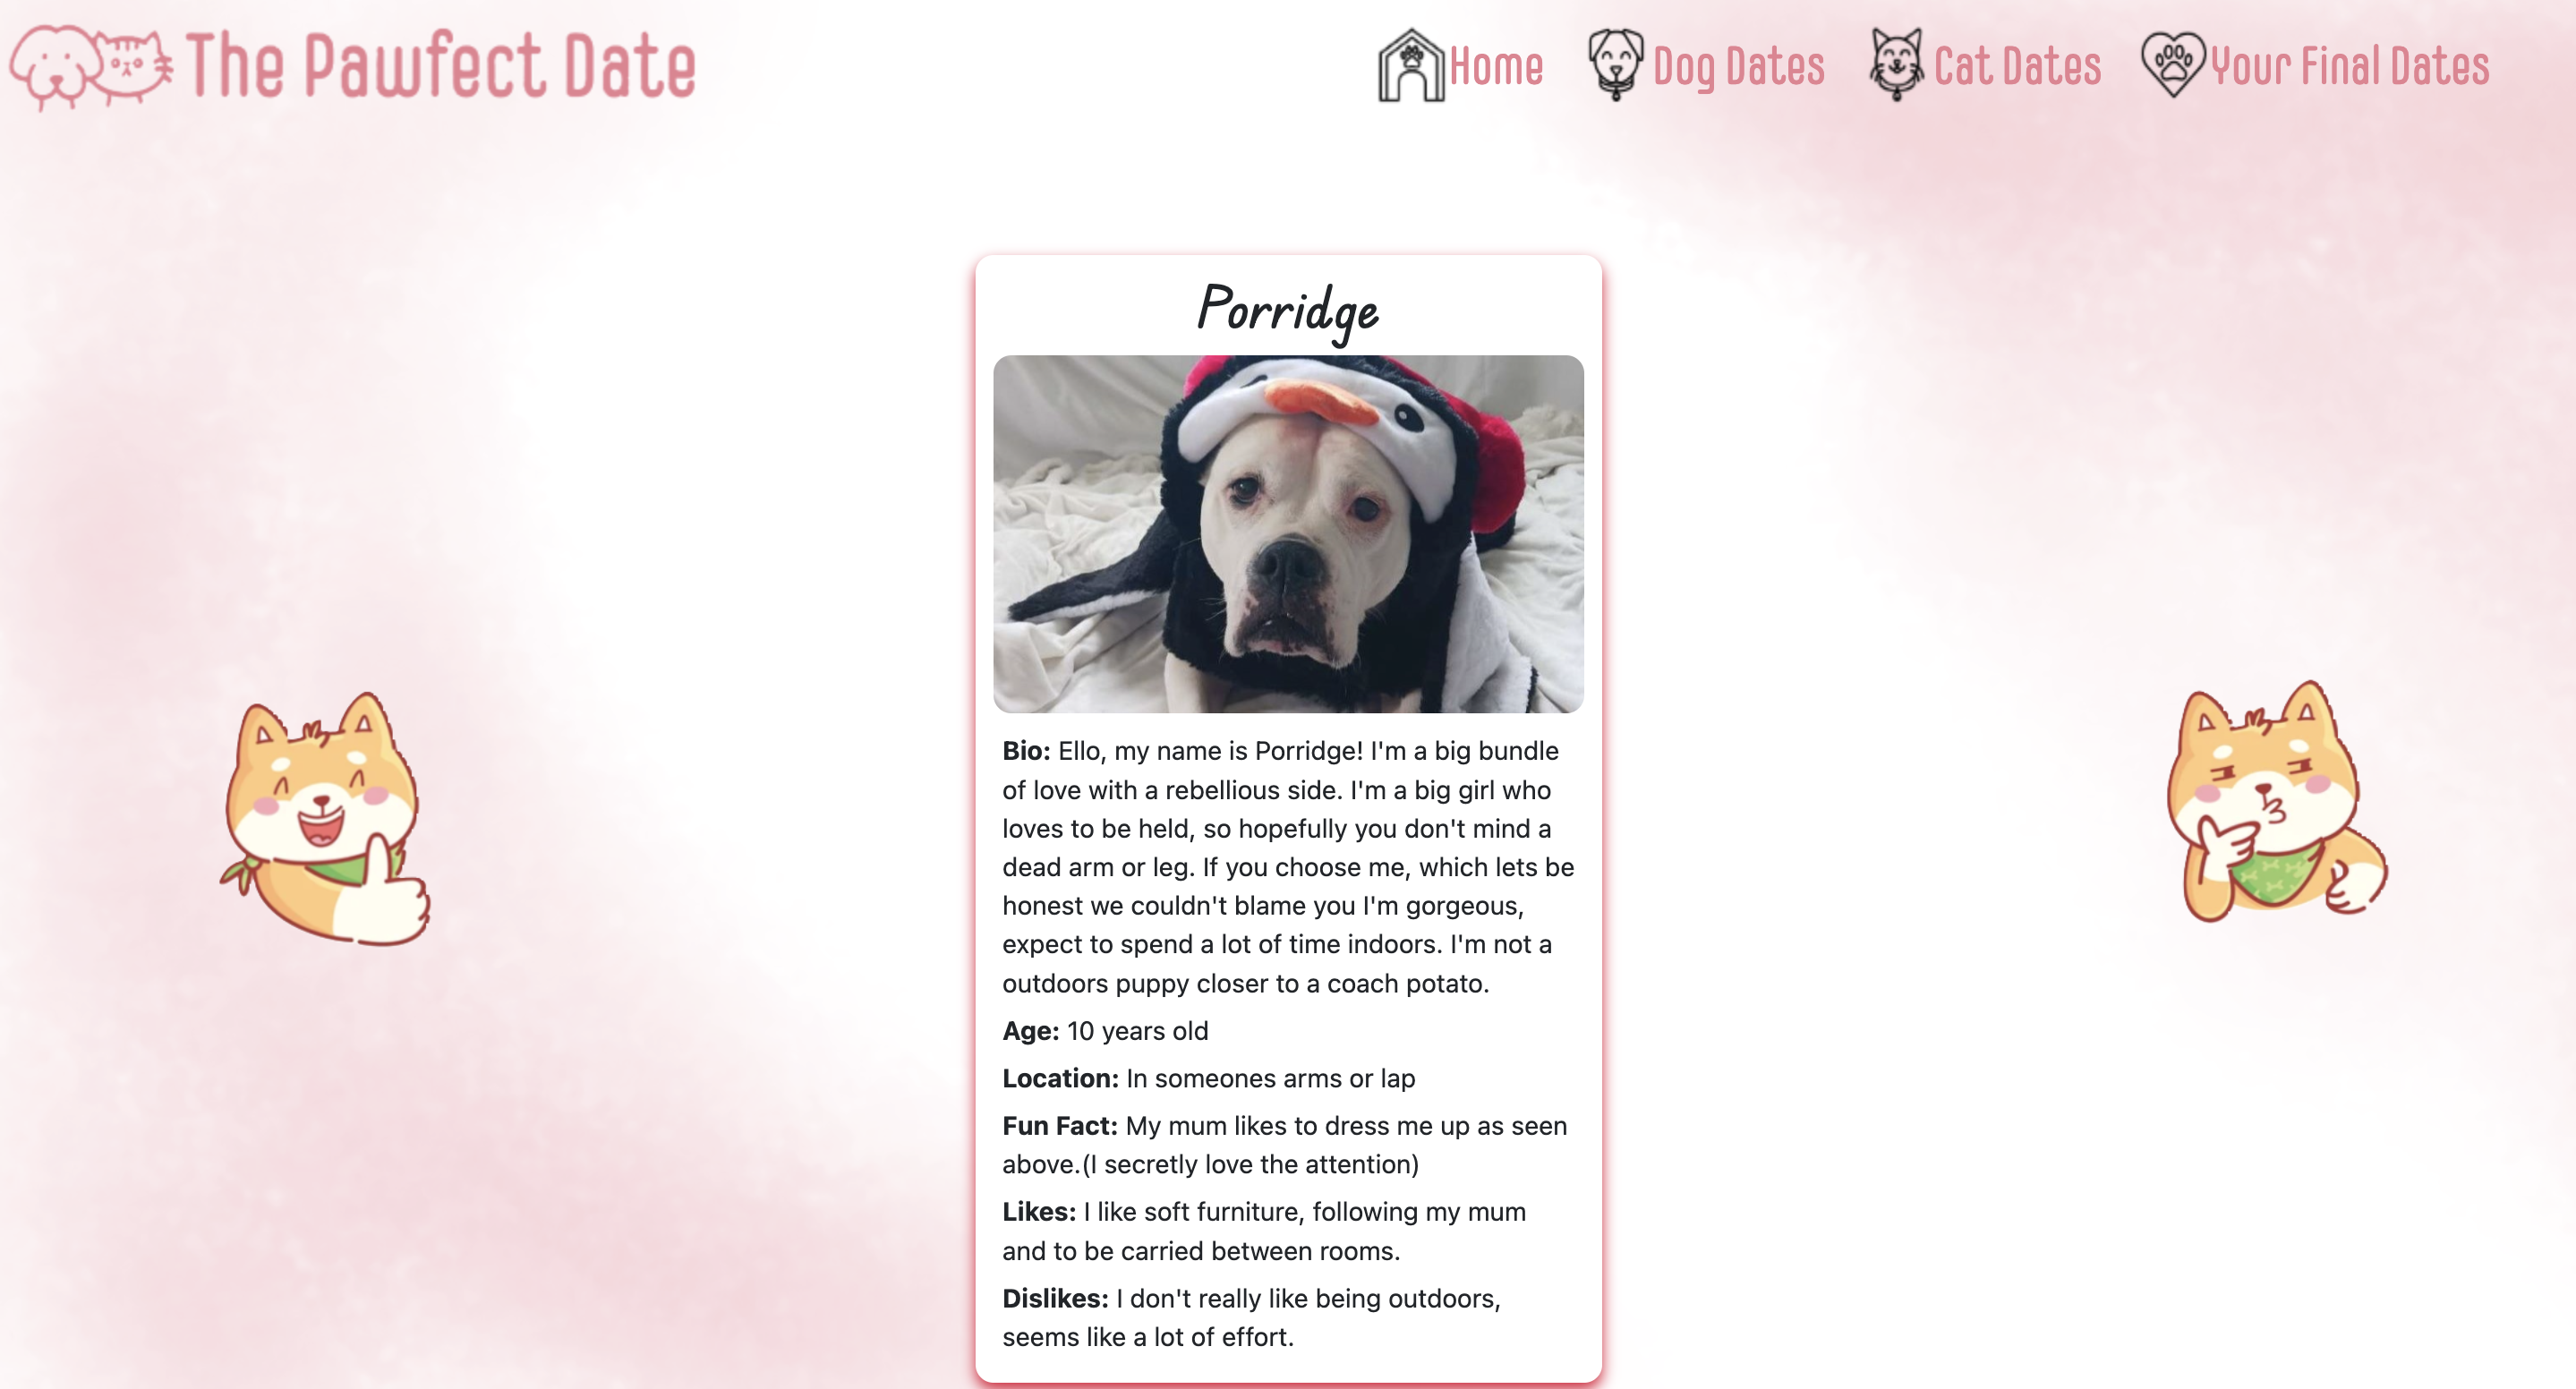 The Pawfect Date
Home
Dog Dates
Cat Dates
Your Final Dates
Porridge
Bio: Ello, my name is Porridge! I'm a big bundle
of love with a rebellious side. I'm a big girl who
loves to be held, so hopefully you don't mind a
dead arm or leg. If you choose me, which lets be
honest we couldn't blame you I'm gorgeous,
expect to spend a lot of time indoors. I'm not a
outdoors puppy closer to a coach potato.
Age: 10 years old
Location: In someones arms or lap
Fun Fact: My mum likes to dress me up as seen
above.(I secretly love the attention)
Likes: I like soft furniture, following my mum
and to be carried between rooms.
Dislikes: I don't really like being outdoors,
seems like a lot of effort.